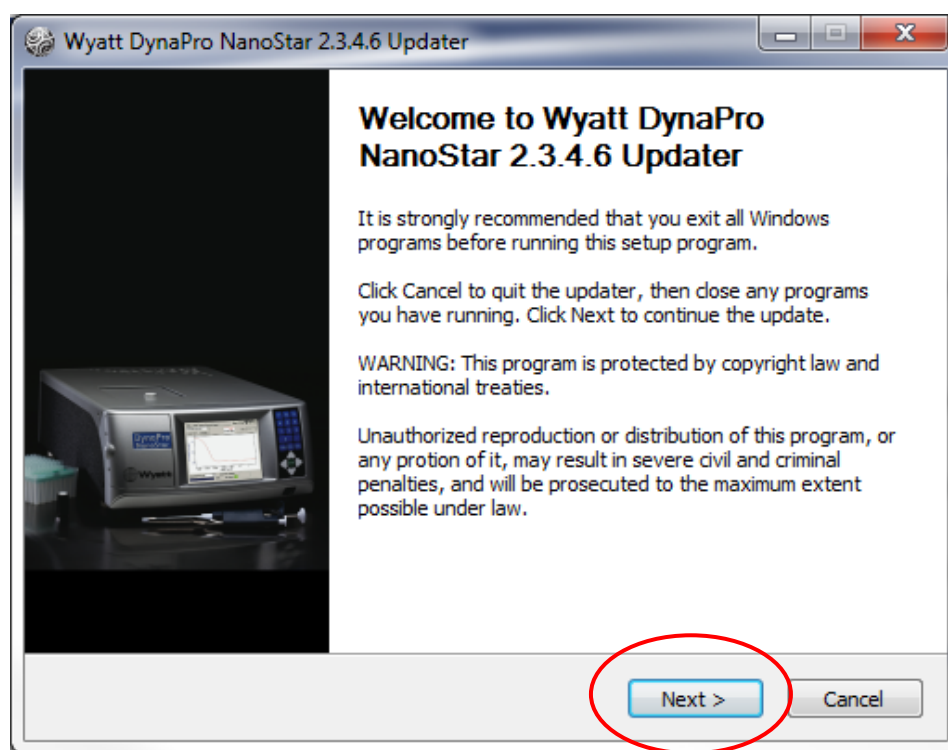 Wyatt DynaPro NanoStar 2.3.4.6 Updater
Welcome to Wyatt DynaPro
NanoStar 2.3.4.6 Updater
It is strongly recommended that you exit all Windows
programs before running this setup program.
Click Cancel to quit the updater, then close any programs
you have running. Click Next to continue the update.
WARNING: This program is protected by copyright law and
international treaties.
Unauthorized reproduction or distribution of this program, or
any protion of it, may result in severe civil and criminal
penalties, and will be prosecuted to the maximum extent
possible under law.
DynaPro
NanoStar
Wyatt
Next >
Cancel